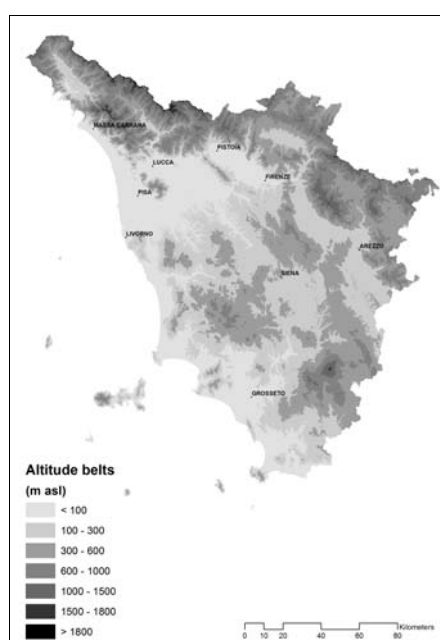 MASSA CARRARA
PISTOIA
LUCCA
FIRENZE
PISA
LIVORNO
AREZZO
SIENA
GROSSETO
Altitude belts
(m asl)
< 100
100 - 300
300 - 600
600 - 1000
1000 - 1500
1500 - 1800
> 1800
0 10 20 40 60 80
Kilometers